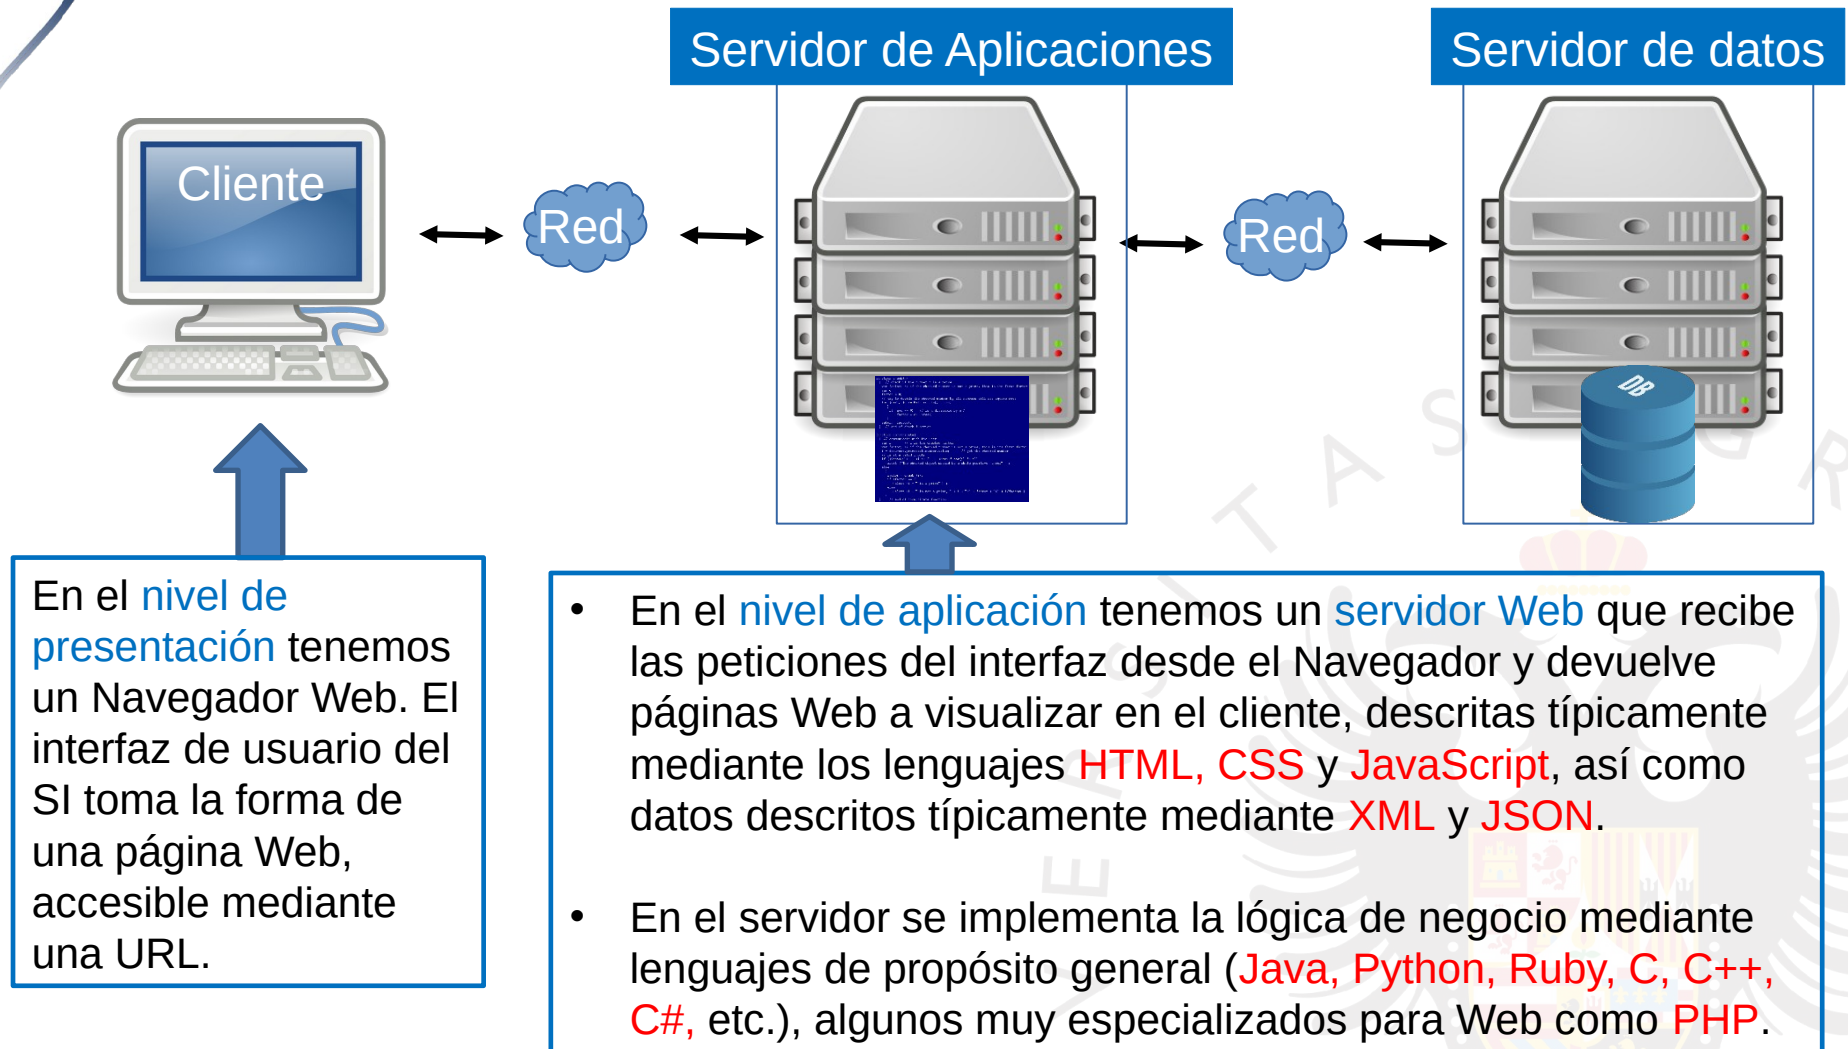 Servidor de Aplicaciones
Servidor de datos
Cliente
Red
Red
DB
En el nivel de
presentación tenemos
un Navegador Web. El
interfaz de usuario del
SI toma la forma de
una página Web,
accesible mediante
una URL.
• En el nivel de aplicación tenemos un servidor Web que recibe
las peticiones del interfaz desde el Navegador y devuelve
páginas Web a visualizar en el cliente, descritas típicamente
mediante los lenguajes HTML, CSS y JavaScript, así como
datos descritos típicamente mediante XML y JSON.
• En el servidor se implementa la lógica de negocio mediante
lenguajes de propósito general (Java, Python, Ruby, C, C++,
C#, etc.), algunos muy especializados para Web como PHP.